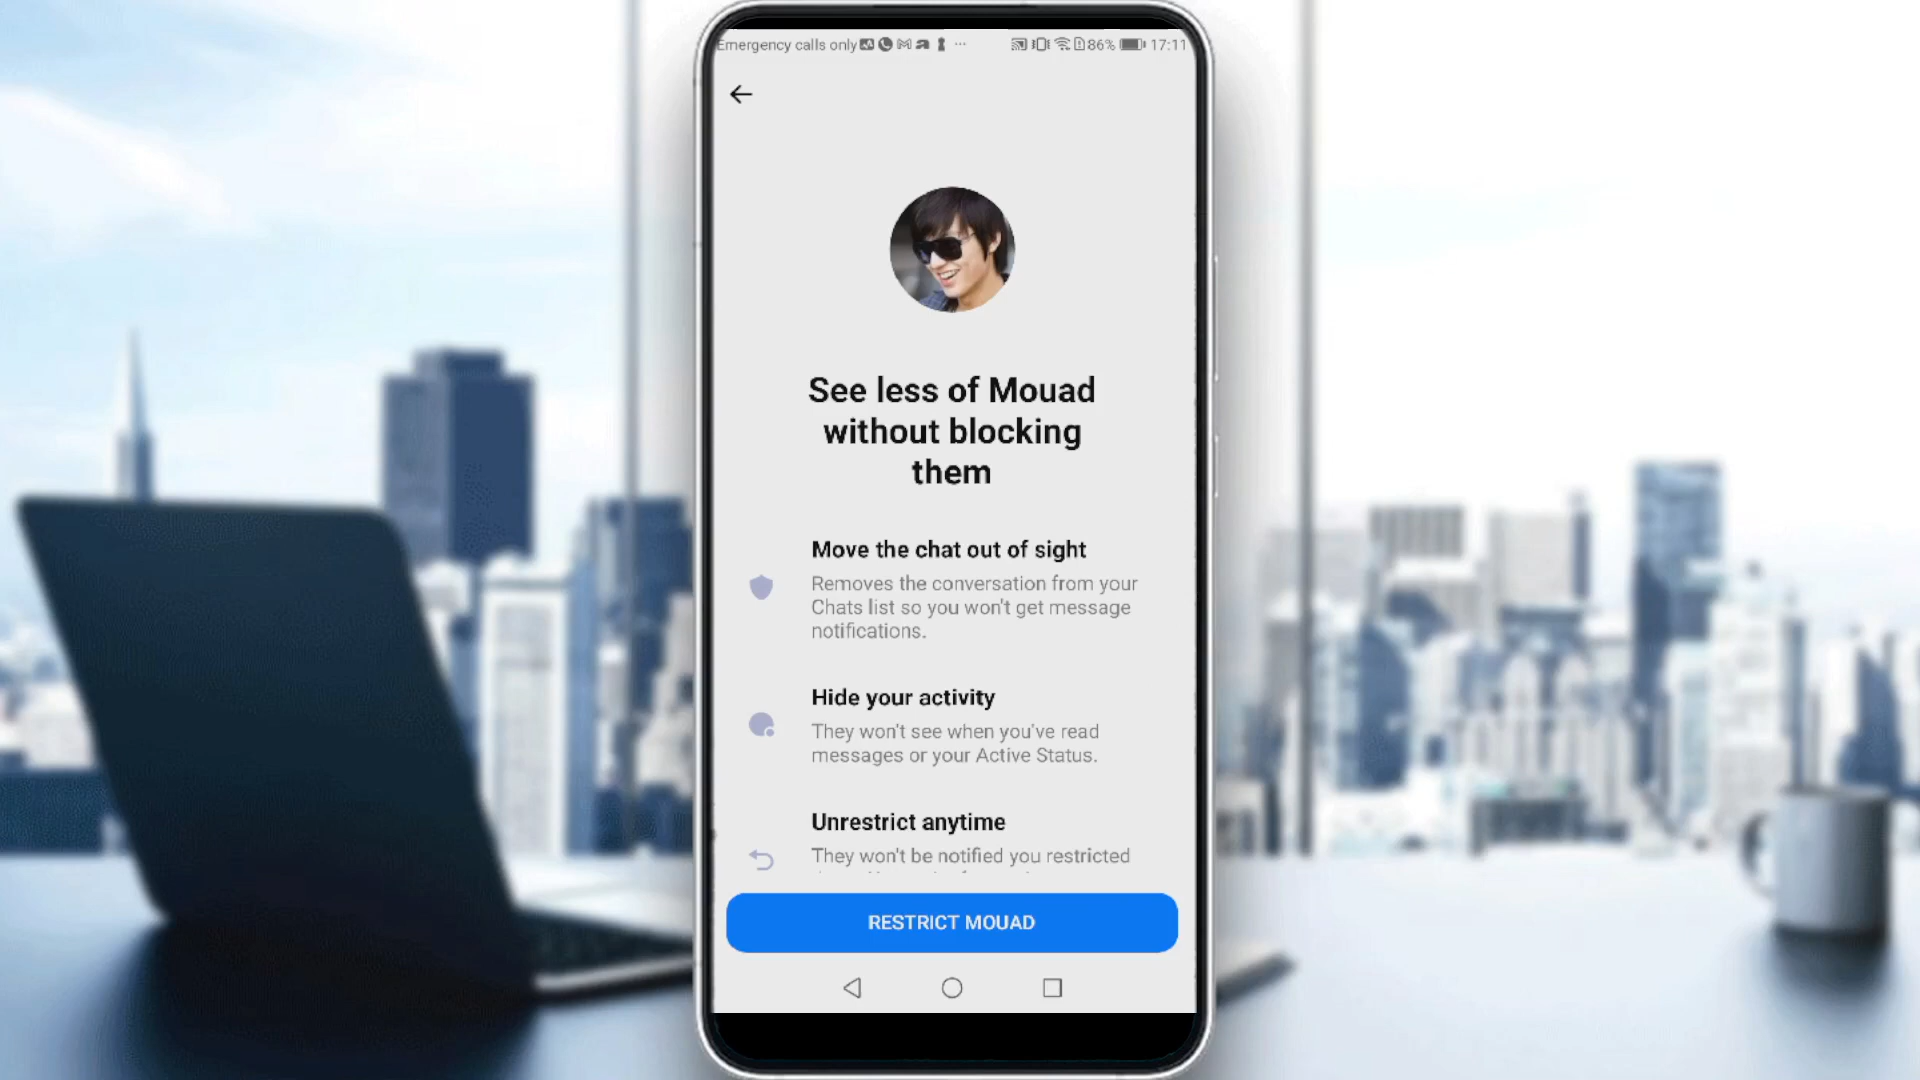 Emergency calls only ... 86% 17:11
See less of Mouad
without blocking
them
Move the chat out of sight
Removes the conversation from your
Chats list so you won't get message
notifications.
Hide your activity
They won't see when you've read
messages or your Active Status.
Unrestrict anytime
They won't be notified you restricted
RESTRICT MOUAD